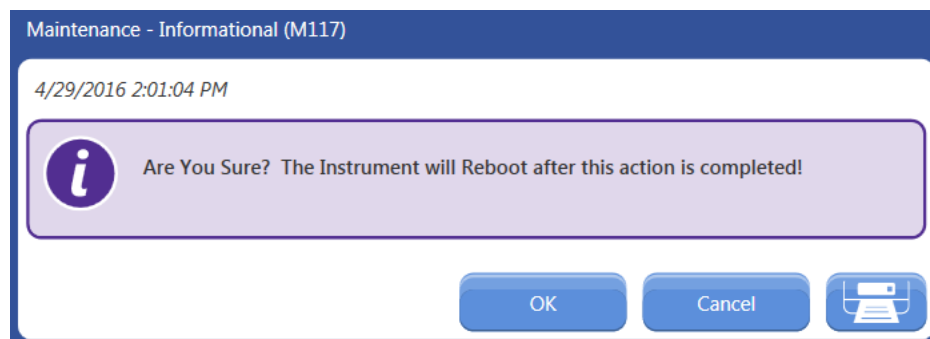 Maintenance - Informational (M117)
4/29/2016 2:01:04 PM
Are You Sure?  The Instrument will Reboot after this action is completed!
OK
Cancel